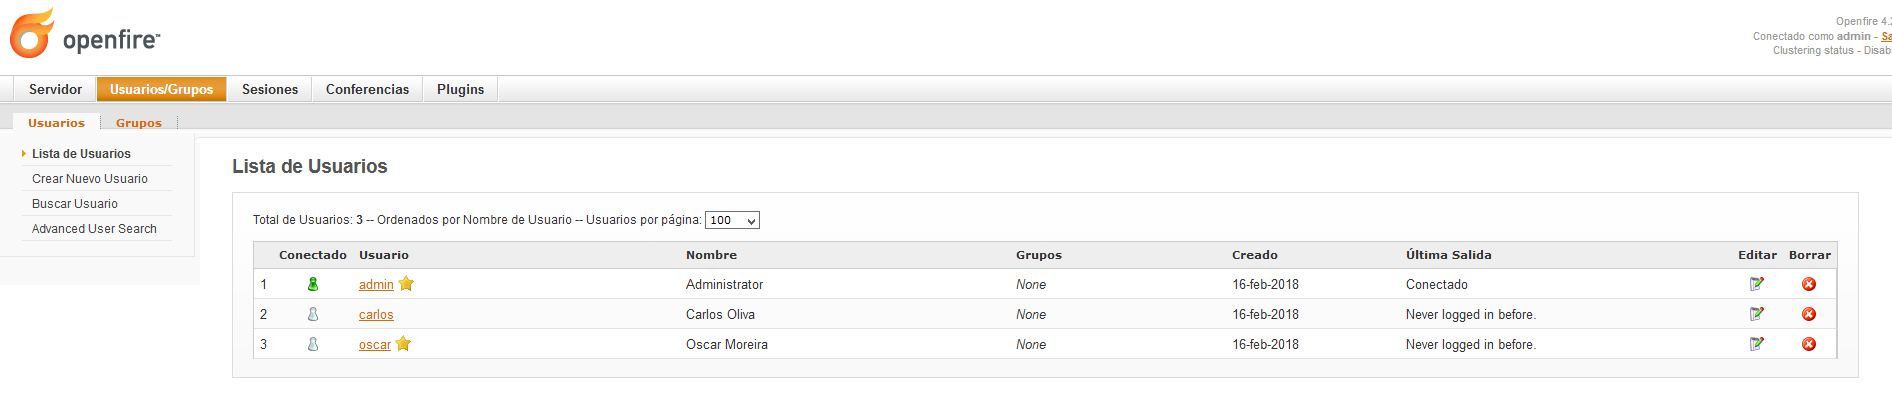 openfire™
Openfire 4.2
Conectado como admin - Sa
Clustering status - Disab
Servidor Usuarios/Grupos Sesiones Conferencias Plugins
Usuarios Grupos
Lista de Usuarios
Crear Nuevo Usuario
Buscar Usuario
Advanced User Search
Lista de Usuarios
Total de Usuarios: 3 -- Ordenados por Nombre de Usuario -- Usuarios por página: 100
Conectado Usuario Nombre Grupos Creado Última Salida Editar Borrar
1 admin Administrator None 16-feb-2018 Conectado
2 carlos Carlos Oliva None 16-feb-2018 Never logged in before.
3 oscar Oscar Moreira None 16-feb-2018 Never logged in before.